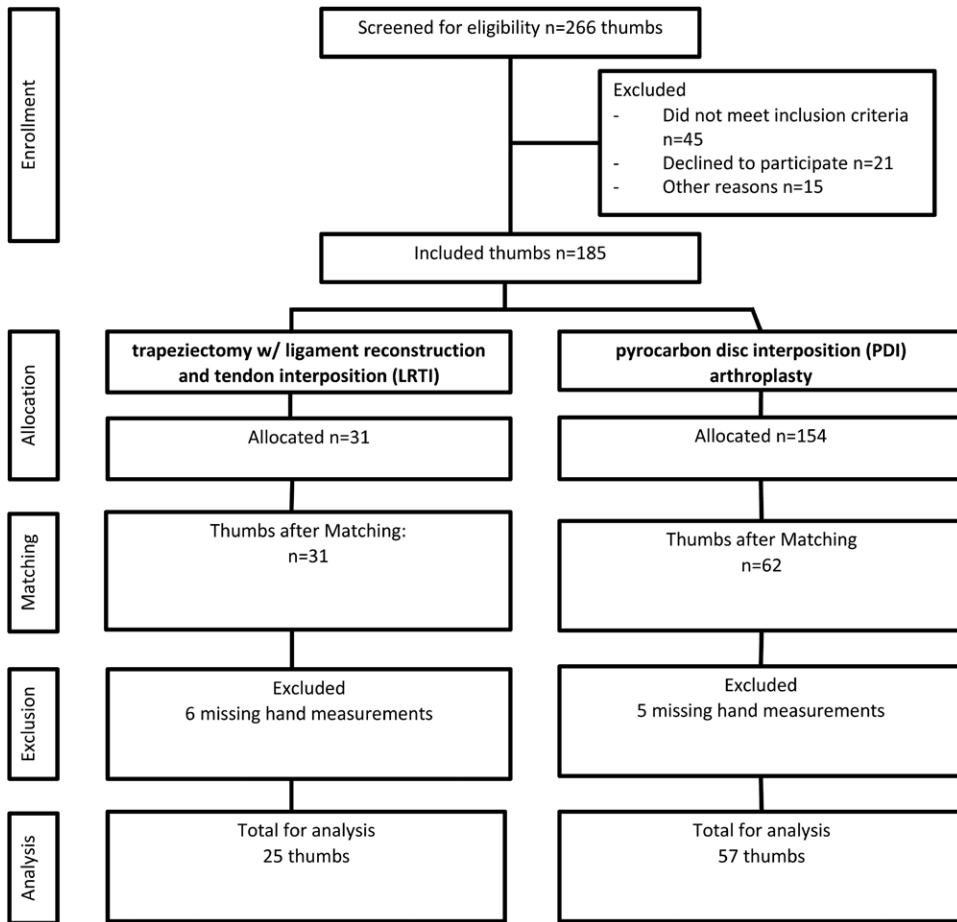 Enrollment
Screened for eligibility n=266 thumbs
Excluded
- Did not meet inclusion criteria
n=45
- Declined to participate n=21
- Other reasons n=15
Included thumbs n=185
Allocation
trapeziectomy w/ ligament reconstruction
and tendon interposition (LRTI)
pyrocarbon disc interposition (PDI)
arthroplasty
Allocated n=31
Allocated n=154
Matching
Thumbs after Matching:
n=31
Thumbs after Matching
n=62
Exclusion
Excluded
6 missing hand measurements
Excluded
5 missing hand measurements
Analysis
Total for analysis
25 thumbs
Total for analysis
57 thumbs